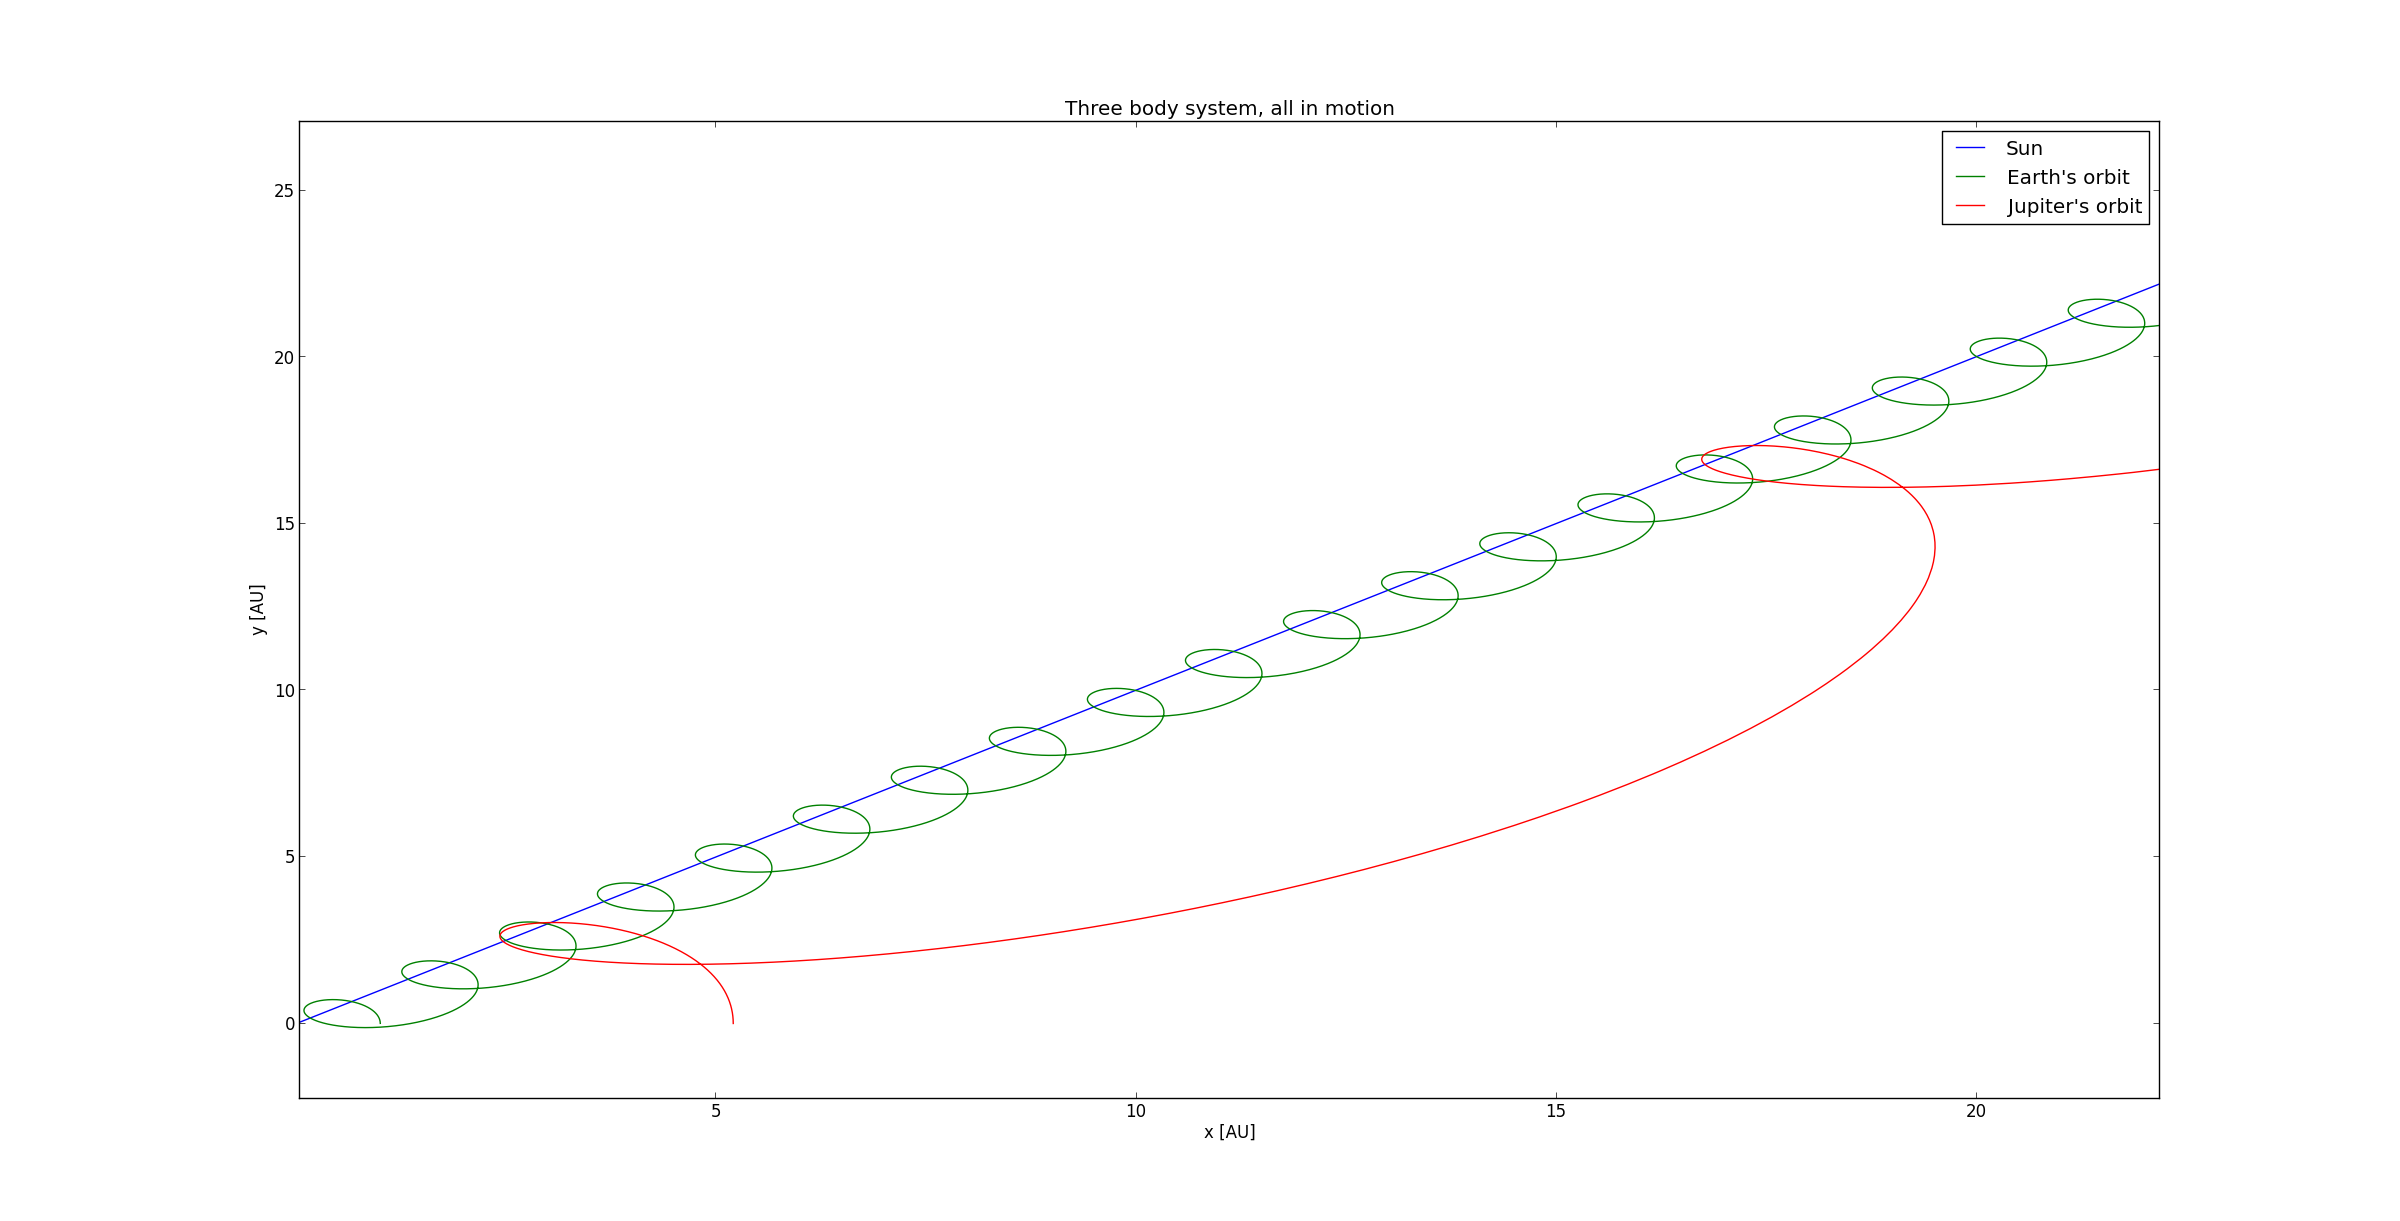 Three body system, all in motion
Sun
Earth's orbit
Jupiter's orbit
25
20
15
10
5
0
y [AU]
5 10 15 20
x [AU]